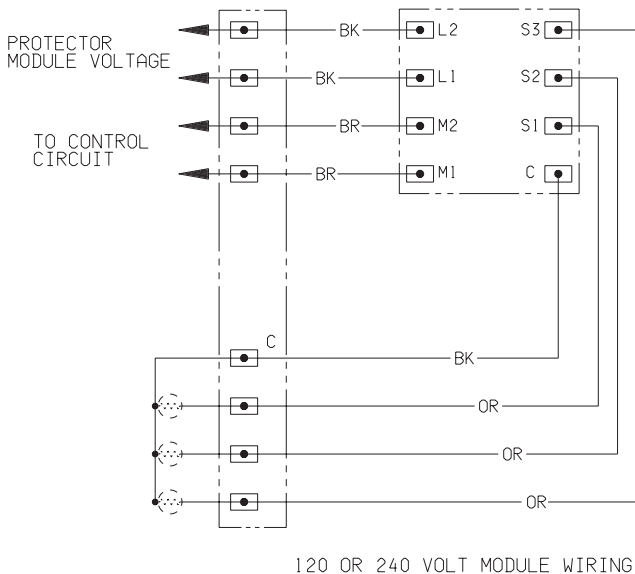 BK L2 S3
PROTECTOR
MODULE VOLTAGE
BK L1 S2
BR M2 S1
TO CONTROL
CIRCUIT
BR M1 C
C
BK
OR
OR
OR
120 OR 240 VOLT MODULE WIRING